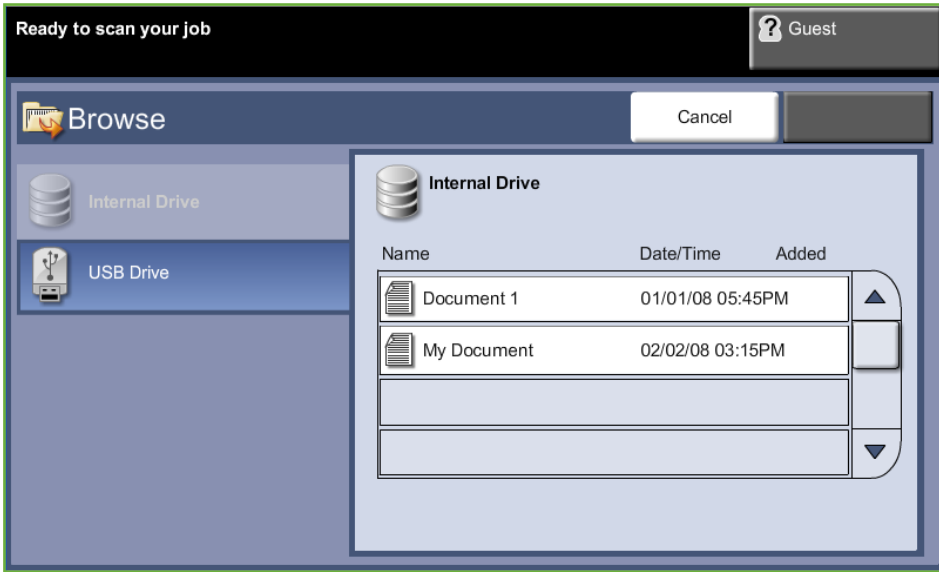 Ready to scan your job
Guest
Browse
Cancel
Internal Drive
USB Drive
Internal Drive
Name Date/Time Added
Document 1 01/01/08 05:45PM
My Document 02/02/08 03:15PM